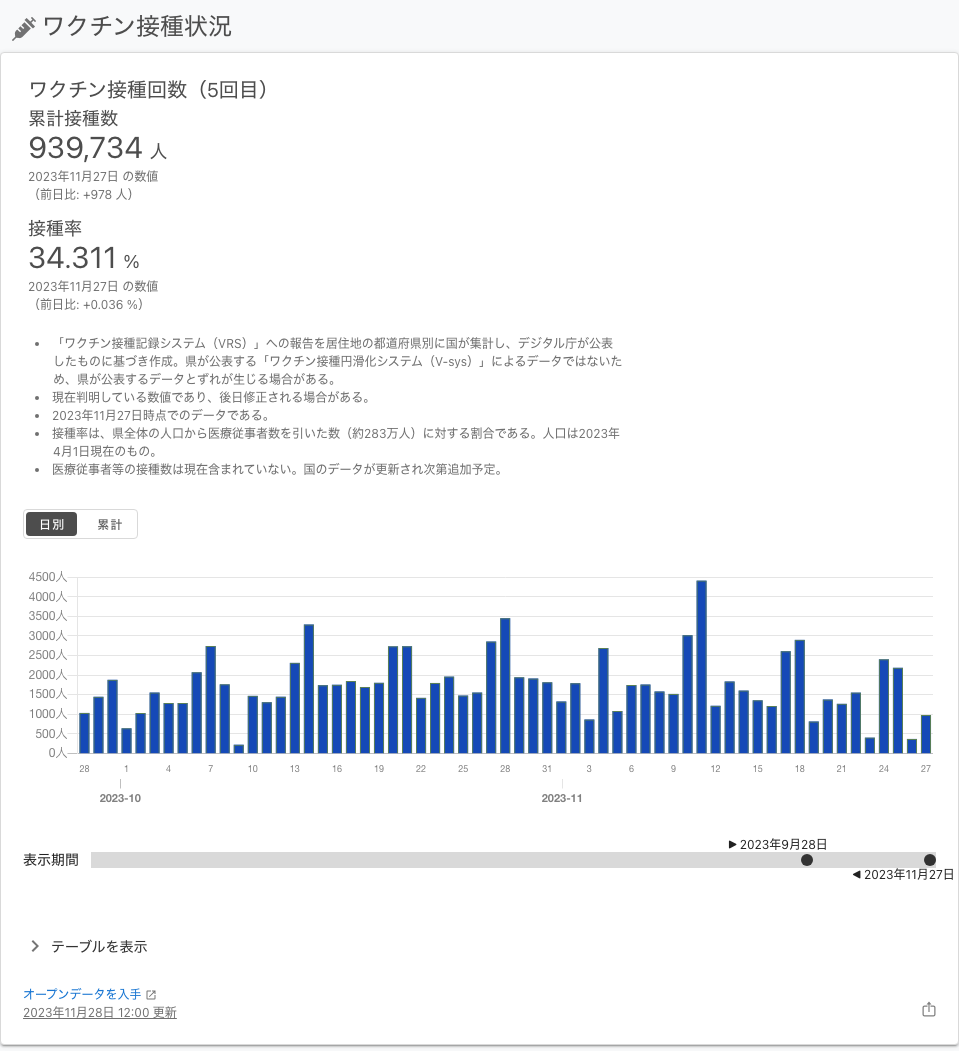 ワクチン接種状況
ワクチン接種回数（5回目）
累計接種数
939,734 人
2023年11月27日 の数値
（前日比: +978 人）
接種率
34.311 %
2023年11月27日 の数値
（前日比: +0.036 %）
• 「ワクチン接種記録システム（VRS）」への報告を居住地の都道府県別に国が集計し、デジタル庁が公表
したものに基づき作成。県が公表する「ワクチン接種円滑化システム（V-sys）」によるデータではないた
め、県が公表するデータとずれが生じる場合がある。
• 現在判明している数値であり、後日修正される場合がある。
• 2023年11月27日時点でのデータである。
• 接種率は、県全体の人口から医療従事者数を引いた数（約283万人）に対する割合である。人口は2023年
4月1日現在のもの。
• 医療従事者等の接種数は現在含まれていない。国のデータが更新され次第追加予定。
日別 累計
4500人
4000人
3500人
3000人
2500人
2000人
1500人
1000人
500人
0人
28 1 4 7 10 13 16 19 22 25 28 31 3 6 9 12 15 18 21 24 27
2023-10 2023-11
2023年9月28日
表示期間
2023年11月27日
テーブルを表示
オープンデータを入手
2023年11月28日 12:00 更新